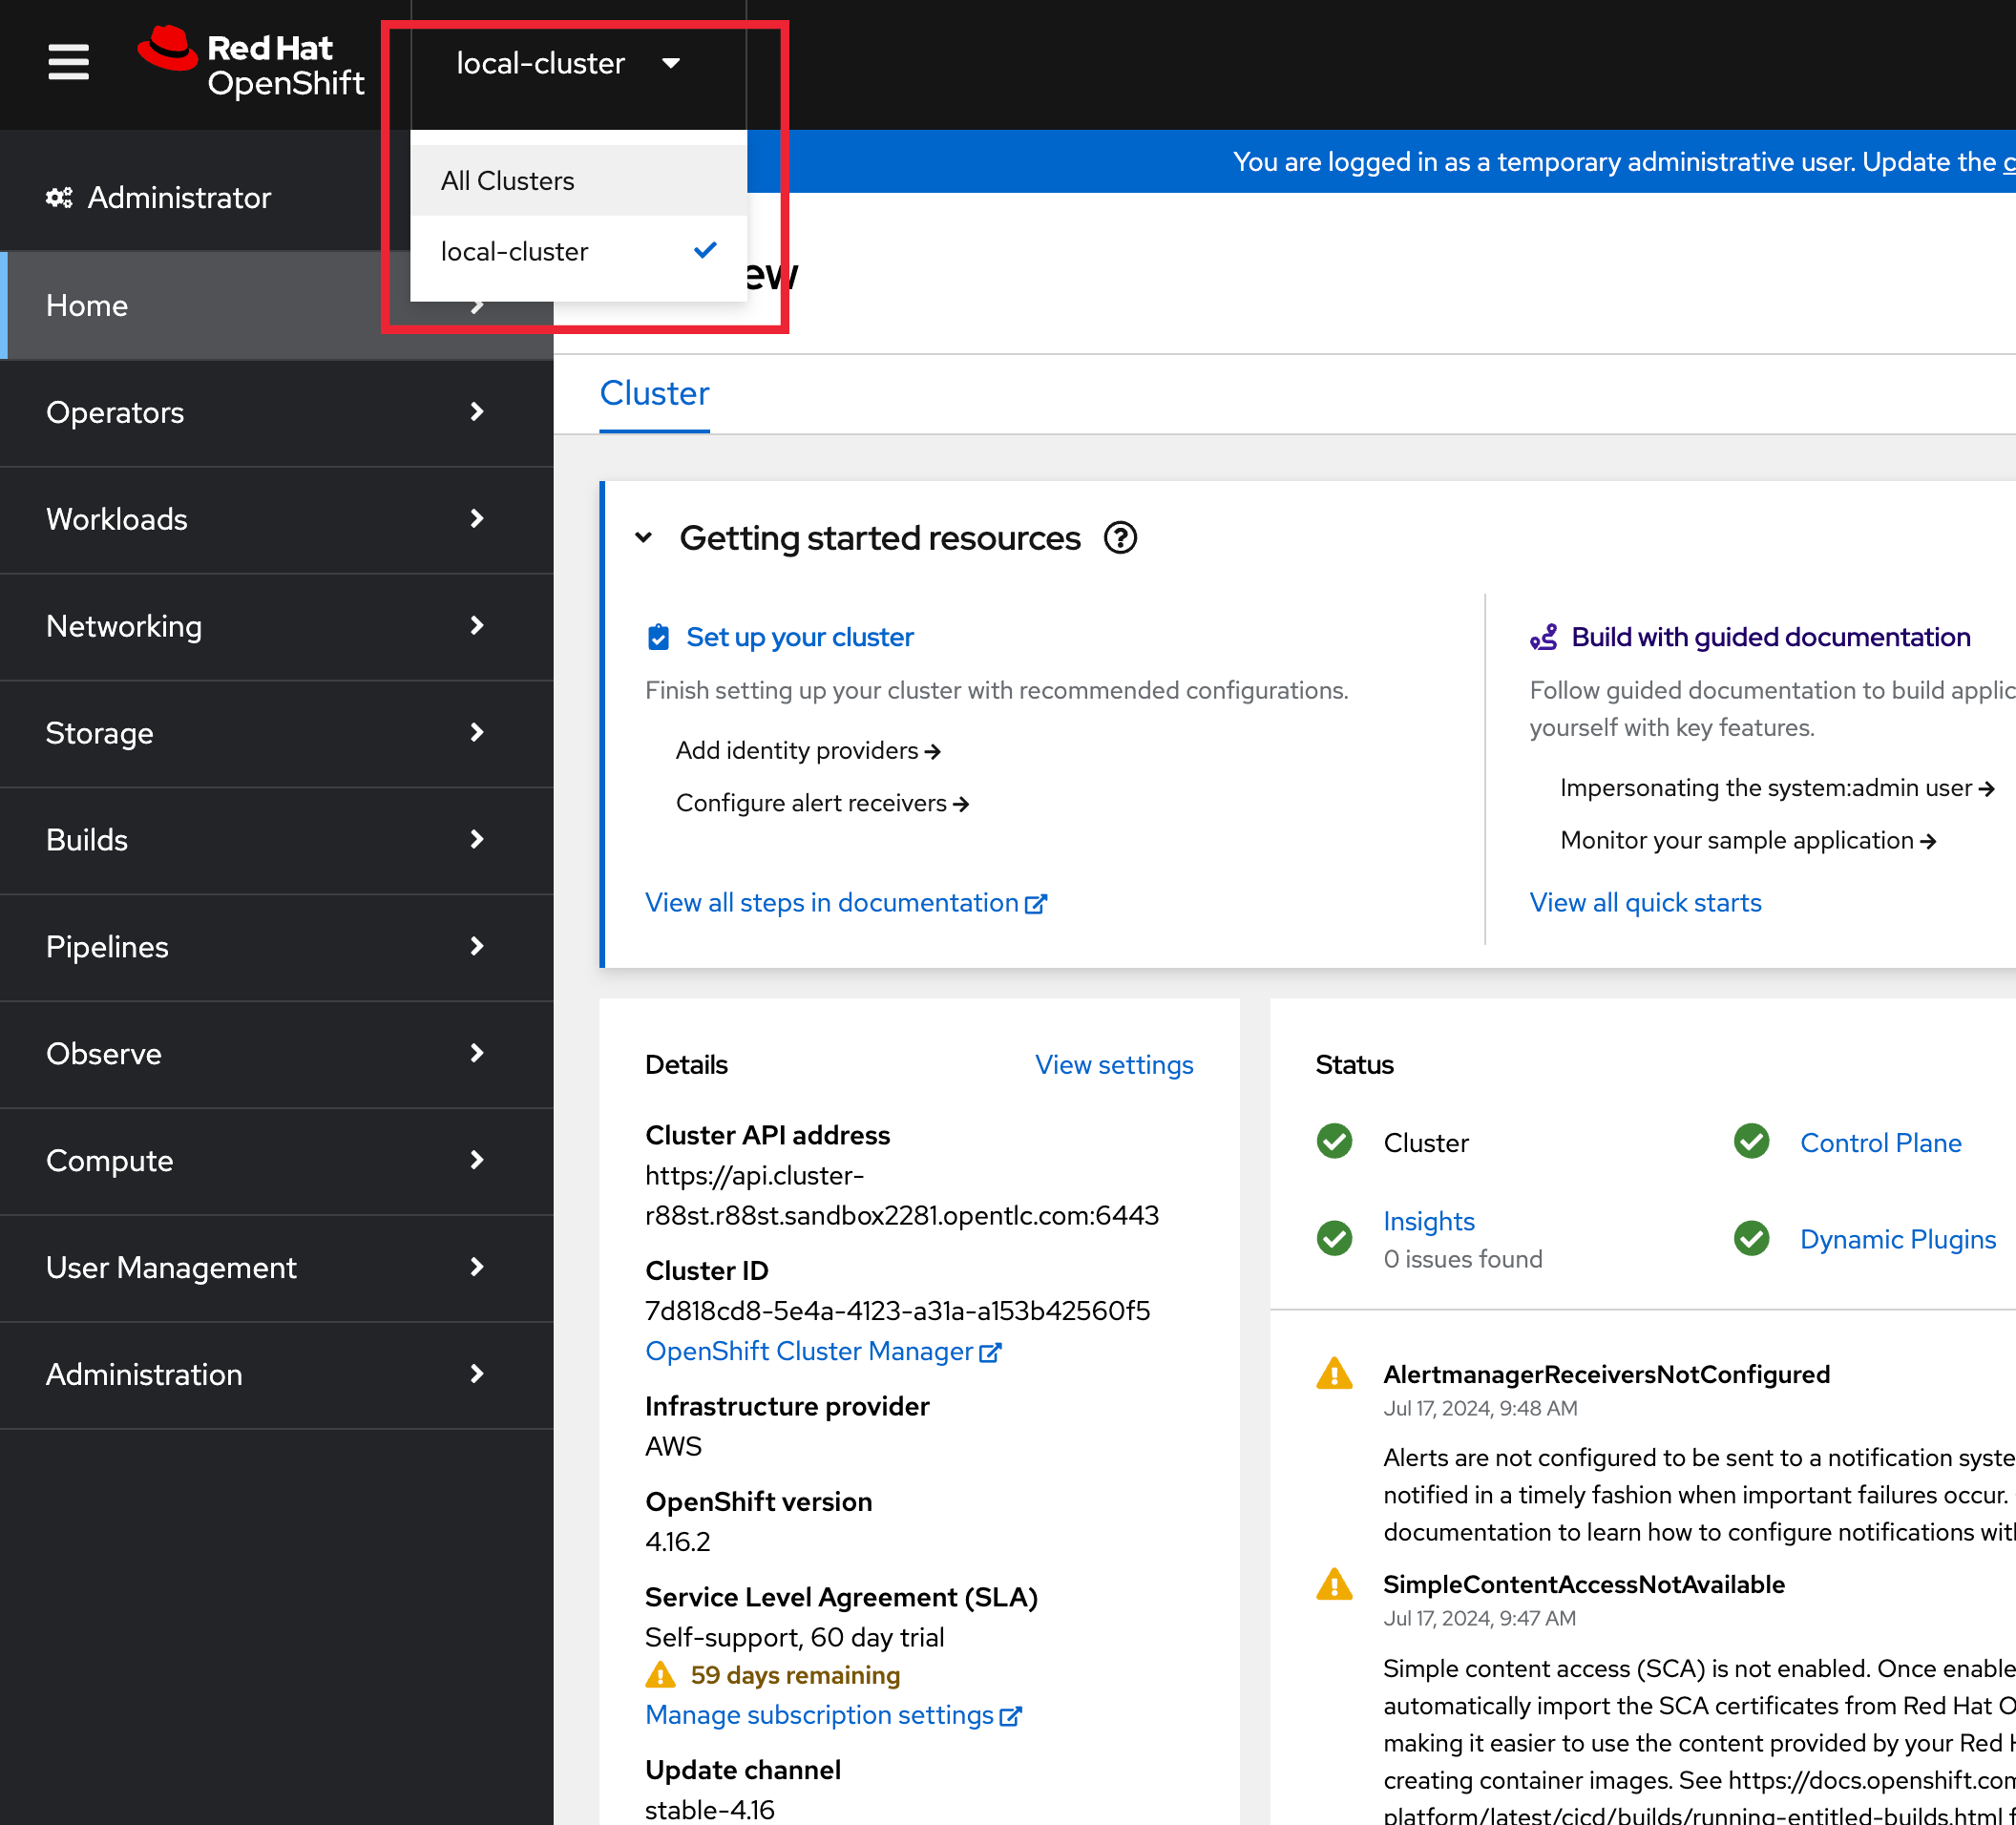 Red Hat
OpenShift
local-cluster
All Clusters
local-cluster
You are logged in as a temporary administrative user. Update the
Administrator
Home
Operators
Workloads
Networking
Storage
Builds
Pipelines
Observe
Compute
User Management
Administration
Cluster
Getting started resources
Set up your cluster
Finish setting up your cluster with recommended configurations.
Add identity providers
Configure alert receivers
View all steps in documentation
Build with guided documentation
Follow guided documentation to build
yourself with key features.
Impersonating the system:admin user
Monitor your sample application
View all quick starts
Details
View settings
Cluster API address
https://api.cluster-
r88st.r88st.sandbox2281.opentlc.com:6443
Cluster ID
7d818cd8-5e4a-4123-a31a-a153b42560f5
OpenShift Cluster Manager
Infrastructure provider
AWS
OpenShift version
4.16.2
Service Level Agreement (SLA)
Self-support, 60 day trial
59 days remaining
Manage subscription settings
Update channel
stable-4.16
Status
Cluster
Control Plane
Insights
0 issues found
Dynamic Plugins
AlertmanagerReceiversNotConfigured
Jul 17, 2024, 9:48 AM
Alerts are not configured to be sent to a notification
notified in a timely fashion when important failures occur.
documentation to learn how to configure notifications
SimpleContentAccessNotAvailable
Jul 17, 2024, 9:47 AM
Simple content access (SCA) is not enabled. Once
automatically import the SCA certificates from Red Hat
making it easier to use the content provided by your Red
creating container images. See https://docs.openshift.com
platform/latest/cicd/builds/running-entitled-builds.html